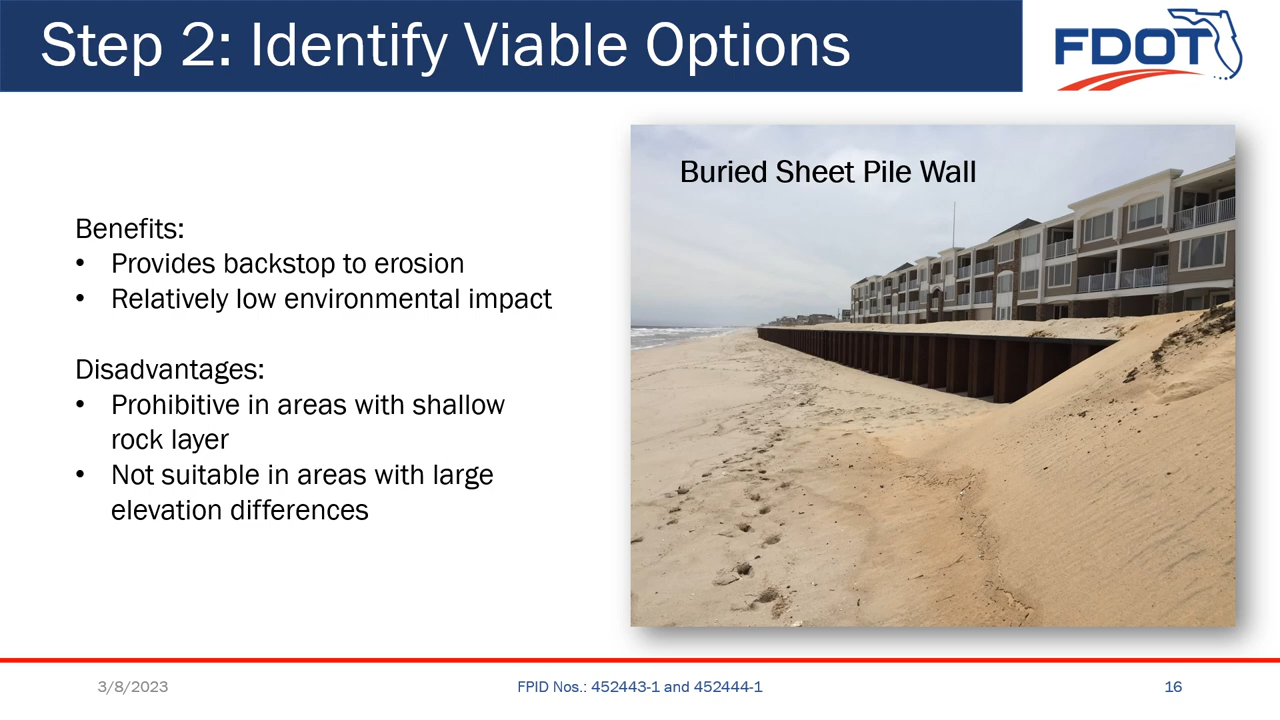 Step 2: Identify Viable Options
FDOT
Buried Sheet Pile Wall
Benefits:
• Provides backstop to erosion
• Relatively low environmental impact
Disadvantages:
• Prohibitive in areas with shallow
rock layer
• Not suitable in areas with large
elevation differences
3/8/2023
FPID Nos.: 452443-1 and 452444-1
16